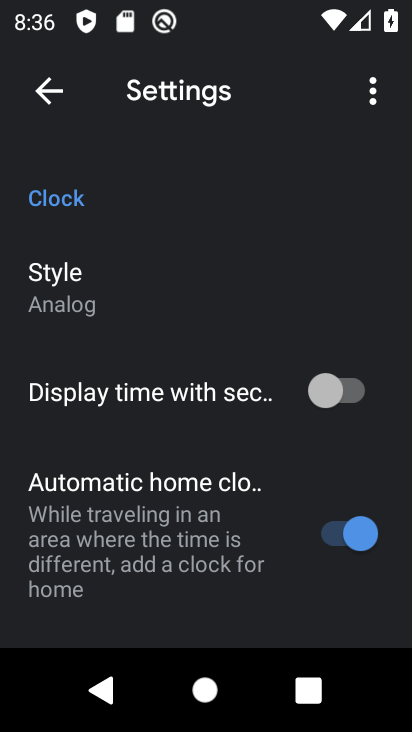 8:36
Settings
Clock
Style
Analog
Display time with sec..
Automatic home clo..
While traveling in an
area where the time is
different, add a clock for
home